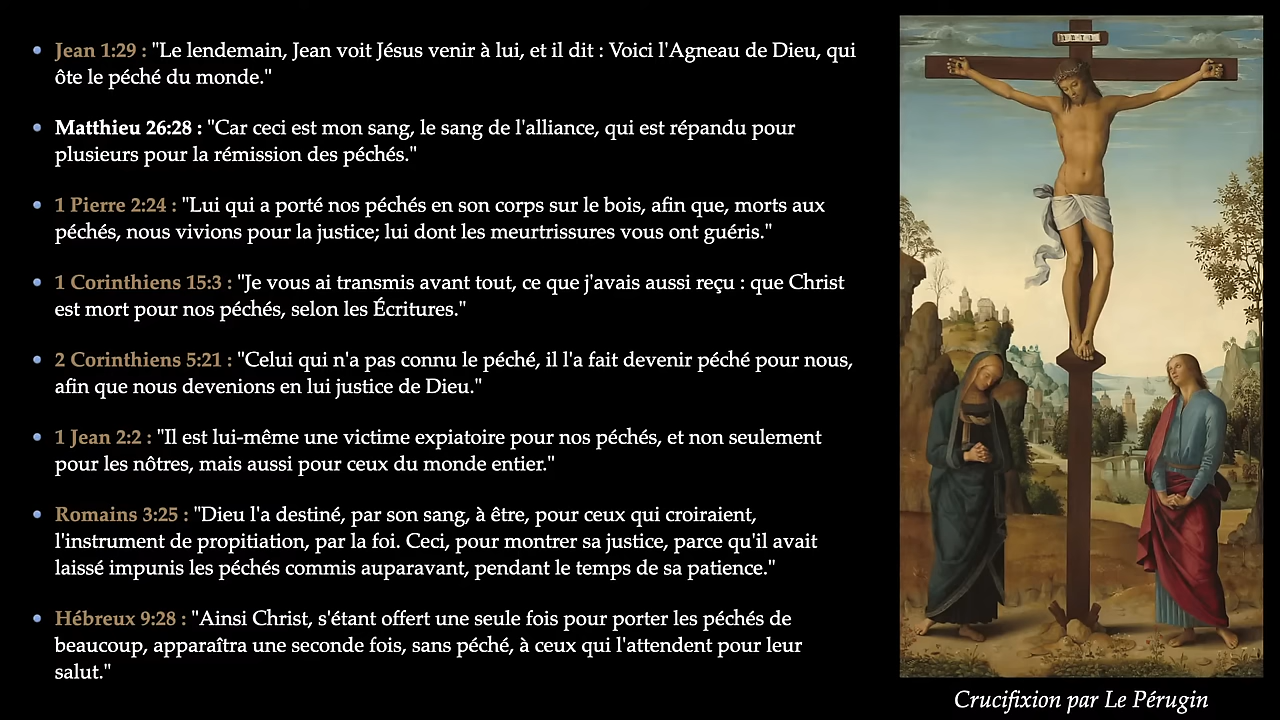 Jean 1:29 : "Le lendemain, Jean voit Jésus venir à lui, et il dit : Voici l'Agneau de Dieu, qui
ôte le péché du monde."
Matthieu 26:28 : "Car ceci est mon sang, le sang de l'alliance, qui est répandu pour
plusieurs pour la rémission des péchés."
1 Pierre 2:24 : "Lui qui a porté nos péchés en son corps sur le bois, afin que, morts aux
péchés, nous vivions pour la justice; lui dont les meurtrissures vous ont guéris."
1 Corinthiens 15:3 : "Je vous ai transmis avant tout, ce que j'avais aussi reçu : que Christ
est mort pour nos péchés, selon les Écritures."
2 Corinthiens 5:21 : "Celui qui n'a pas connu le péché, il l'a fait devenir péché pour nous,
afin que nous devenions en lui justice de Dieu."
1 Jean 2:2 : "Il est lui-même une victime expiatoire pour nos péchés, et non seulement
pour les nôtres, mais aussi pour ceux du monde entier."
Romains 3:25 : "Dieu l'a destiné, par son sang, à être, pour ceux qui croiraient,
l'instrument de propitiation, par la foi. Ceci, pour montrer sa justice, parce qu'il avait
laissé impunis les péchés commis auparavant, pendant le temps de sa patience."
Hébreux 9:28 : "Ainsi Christ, s'étant offert une seule fois pour porter les péchés de
beaucoup, apparaîtra une seconde fois, sans péché, à ceux qui l'attendent pour leur
salut."
Crucifixion par Le Pérugin